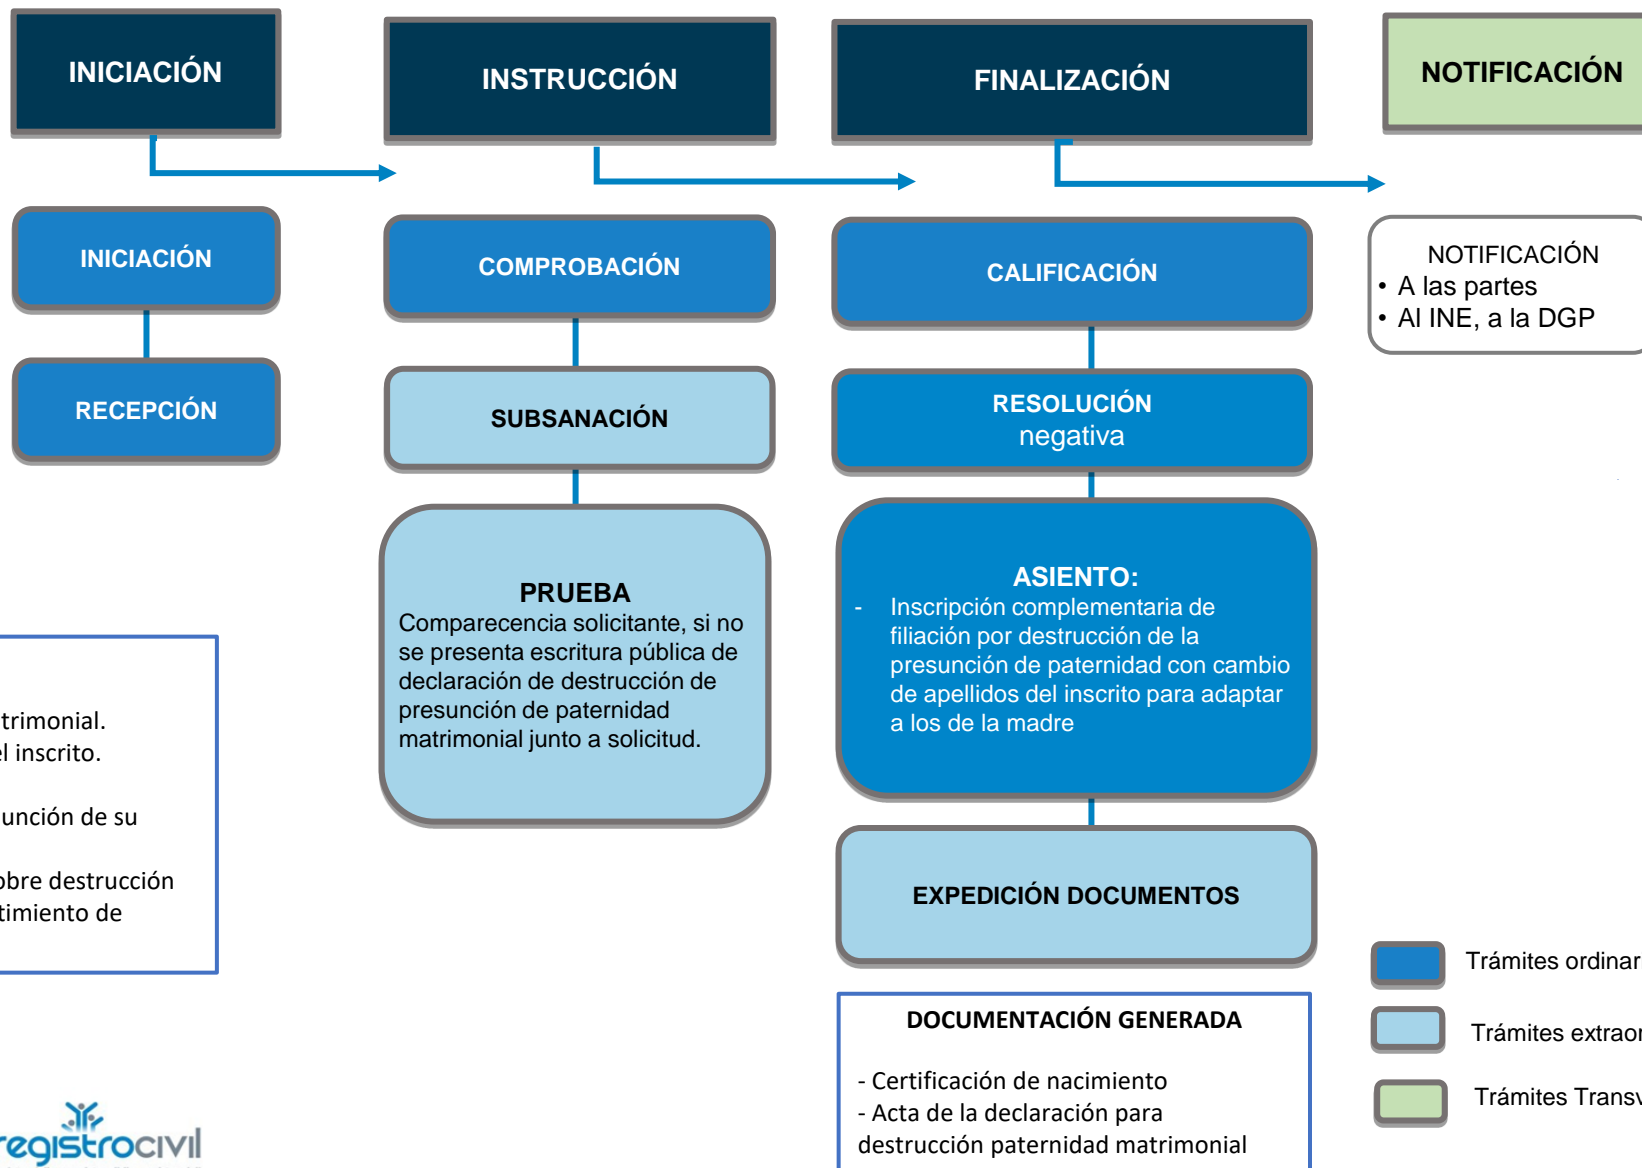 INICIACIÓN
INSTRUCCIÓN
FINALIZACIÓN
NOTIFICACIÓN
INICIACIÓN
RECEPCIÓN
COMPROBACIÓN
SUBSANACIÓN
PRUEBA
Comparecencia solicitante, si no
se presenta escritura pública de
declaración de destrucción de
presunción de paternidad
matrimonial junto a solicitud.
CALIFICACIÓN
RESOLUCIÓN
negativa
ASIENTO:
- Inscripción complementaria de
filiación por destrucción de la
presunción de paternidad con cambio
de apellidos del inscrito para adaptar
a los de la madre
EXPEDICIÓN DOCUMENTOS
DOCUMENTACIÓN GENERADA
- Certificación de nacimiento
- Acta de la declaración para
destrucción paternidad matrimonial
NOTIFICACIÓN
• A las partes
• Al INE, a la DGP
trimonial.
el inscrito.
unción de su
obre destrucción
timiento de
Trámites ordinar
Trámites extraor
Trámites Transv
registrocivil